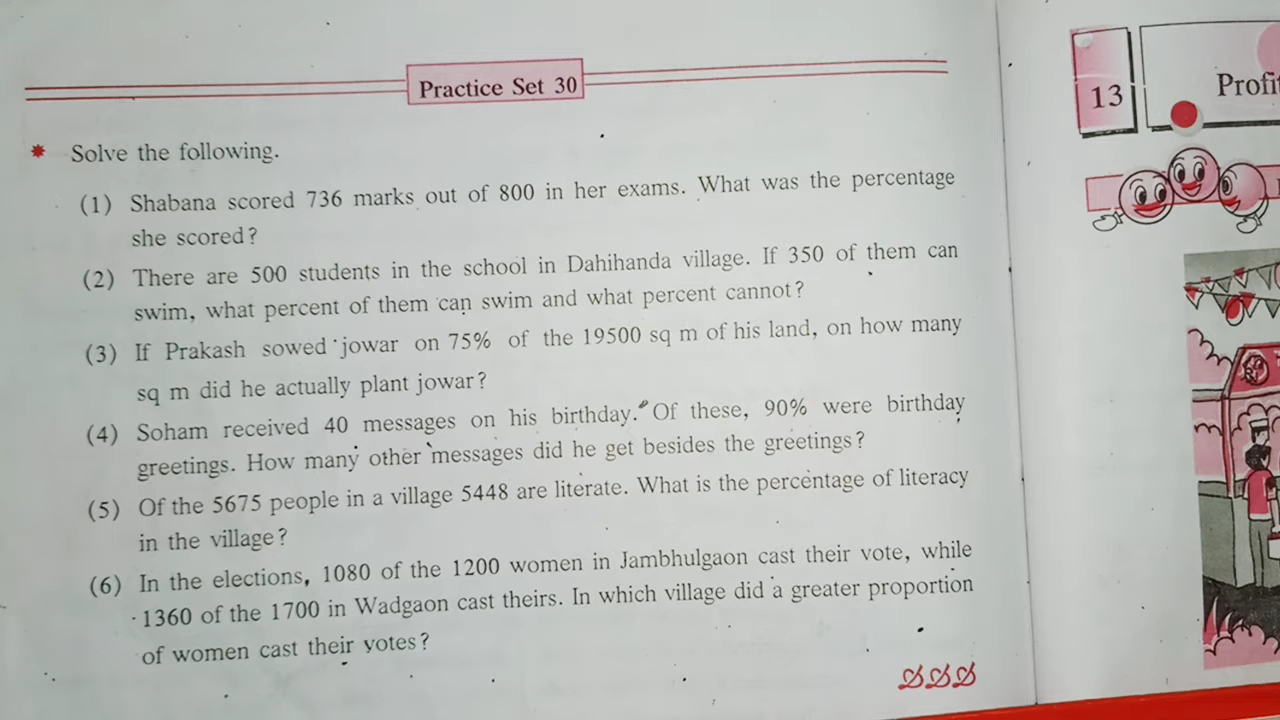 Practice Set 30
* Solve the following.
(1) Shabana scored 736 marks out of 800 in her exams. What was the percentage
she scored?
(2) There are 500 students in the school in Dahihanda village. If 350 of them can
swim, what percent of them can swim and what percent cannot?
(3) If Prakash sowed jowar on 75% of the 19500 sq m of his land, on how many
sq m did he actually plant jowar?
(4) Soham received 40 messages on his birthday. Of these, 90% were birthday
greetings. How many other messages did he get besides the greetings?
(5) Of the 5675 people in a village 5448 are literate. What is the percentage of literacy
in the village?
(6) In the elections, 1080 of the 1200 women in Jambhulgaon cast their vote, while
1360 of the 1700 in Wadgaon cast theirs. In which village did a greater proportion
of women cast their votes?
13
Profi